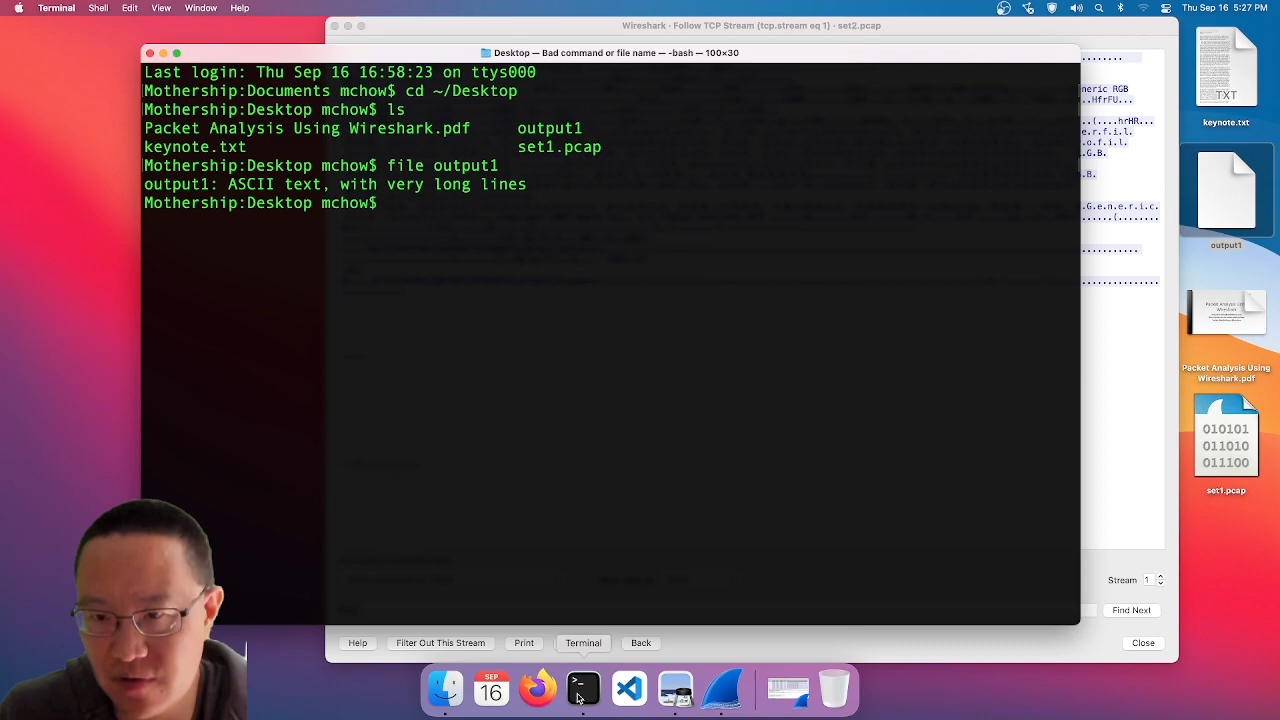 Terminal Shell Edit View Window Help
Thu Sep 16 5:27 PM
Wireshark · Follow TCP Stream (tcp.stream eq 1) · set2.pcap
Desktop — Bad command or file name — -bash — 100×30
Last login: Thu Sep 16 16:58:23 on ttys000
Mothership:Documents mchow$ cd ~/Desktop
Mothership:Desktop mchow$ ls
Packet Analysis Using Wireshark.pdf output1
keynote.txt set1.pcap
Mothership:Desktop mchow$ file output1
output1: ASCII text, with very long lines
Mothership:Desktop mchow$
neric RGB
HfrFU...
...hrHR...
.e.r.f.i.l.
.o.f.i.l.
.G.B.
.B.
.G.e.n.e.r.i.c.
TXT
keynote.txt
output1
Packet Analysis Using
Wireshark.pdf
010101
011010
011100
set1.pcap
Stream 1
Find Next
Help
Filter Out This Stream
Print
Terminal
Back
Close
SEP
16